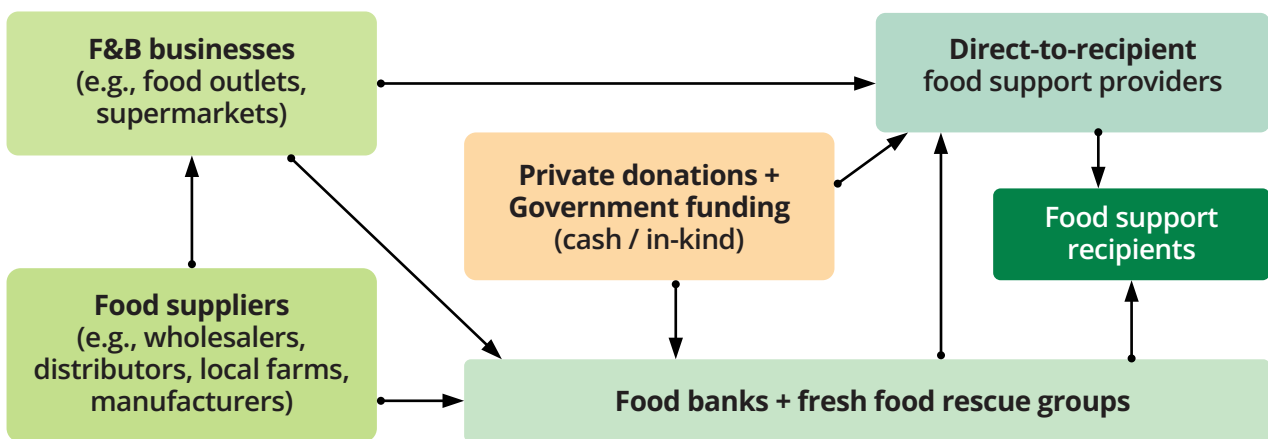 F&B businesses
(e.g., food outlets,
supermarkets)
Direct-to-recipient
food support providers
Private donations +
Government funding
(cash / in-kind)
Food support
recipients
Food suppliers
(e.g., wholesalers,
distributors, local farms,
manufacturers)
Food banks + fresh food rescue groups